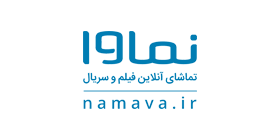 نماوا
تماشای آنلاین فیلم و سریال
namava.ir